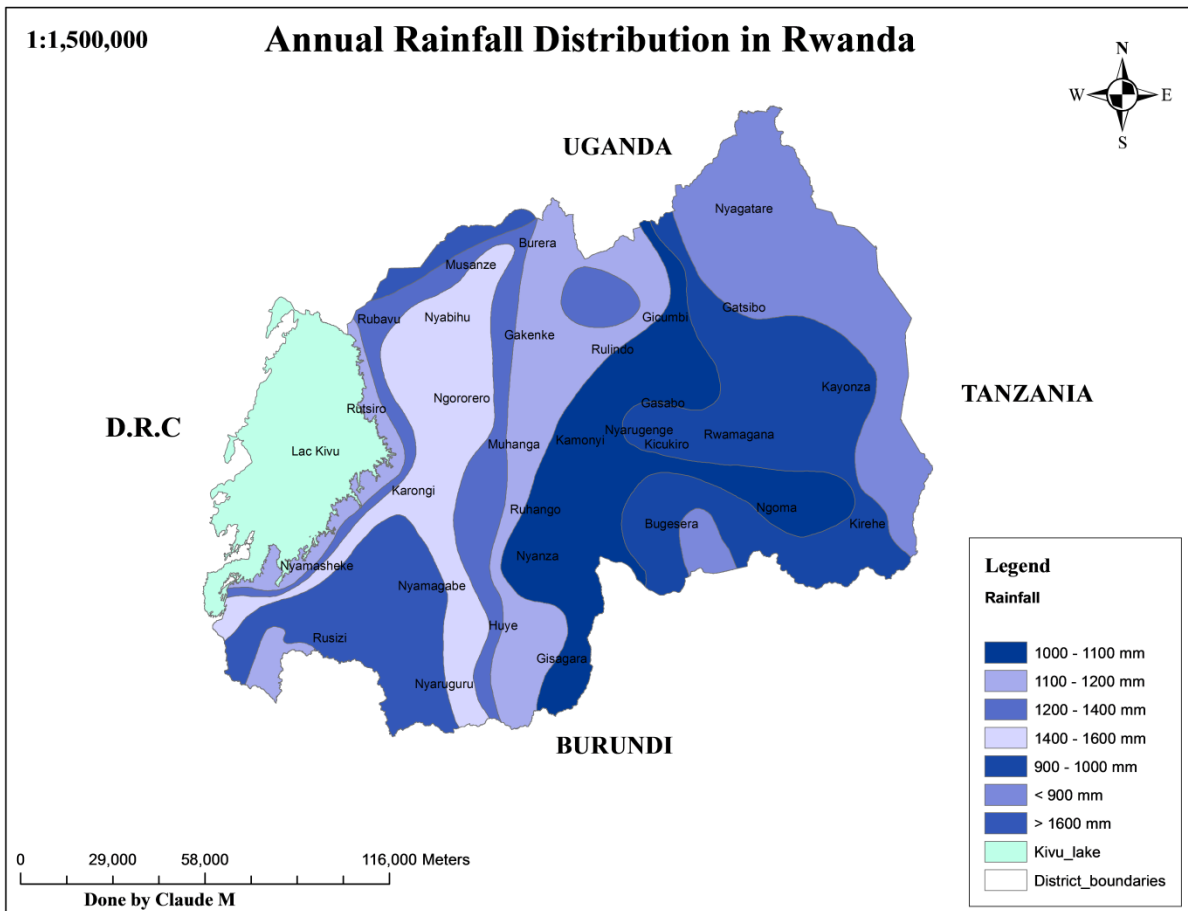 1:1,500,000
Annual Rainfall Distribution in Rwanda
N
W
E
S
UGANDA
Nyagatare
Burera
Musanze
Rubavu
Nyabihu
Gakenke
Gicumbi
Gatsibo
Rulindo
TANZANIA
Kayonza
D.R.C
Rutsiro
Ngororero
Gasabo
Lac Kivu
Muhanga
Kamonyi
Nyarugenge
Kicukiro
Rwamagana
Karongi
Ruhango
Bugesera
Ngoma
Kirehe
Nyanza
Nyamasheke
Nyamagabe
Rusizi
Huye
Gisagara
Nyaruguru
BURUNDI
Legend
Rainfall
1000 - 1100 mm
1100 - 1200 mm
1200 - 1400 mm
1400 - 1600 mm
900 - 1000 mm
< 900 mm
> 1600 mm
Kivu_lake
District_boundaries
0 29,000 58,000 116,000 Meters
Done by Claude M